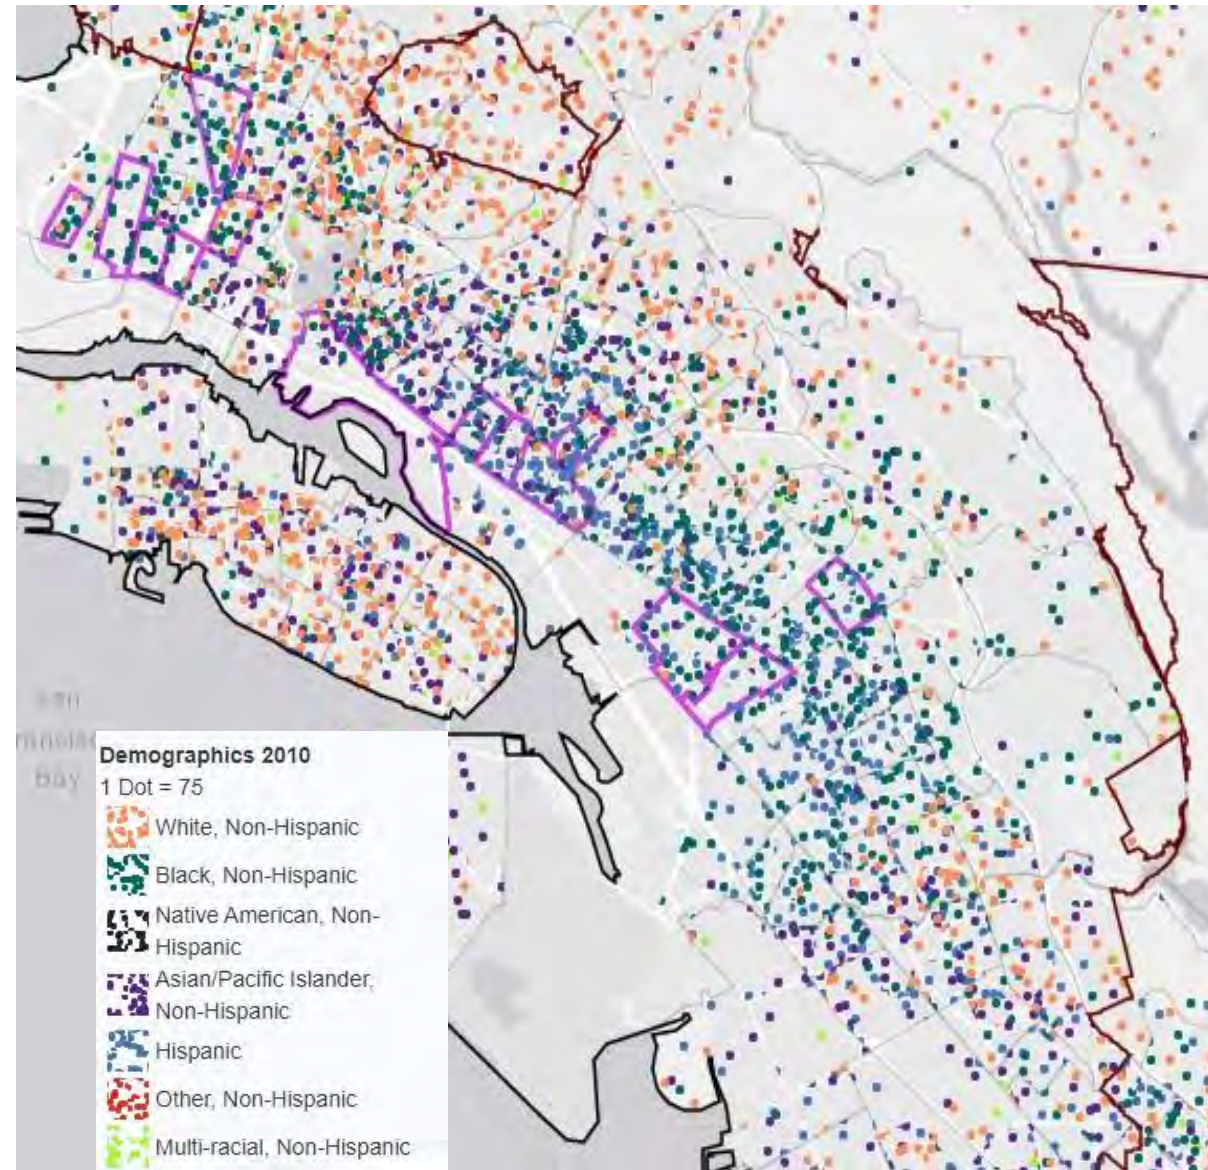 Bay
Demographics 2010
1 Dot = 75
White, Non-Hispanic
Black, Non-Hispanic
Native American, Non-
Hispanic
Asian/Pacific Islander,
Non-Hispanic
Hispanic
Other, Non-Hispanic
Multi-racial, Non-Hispanic